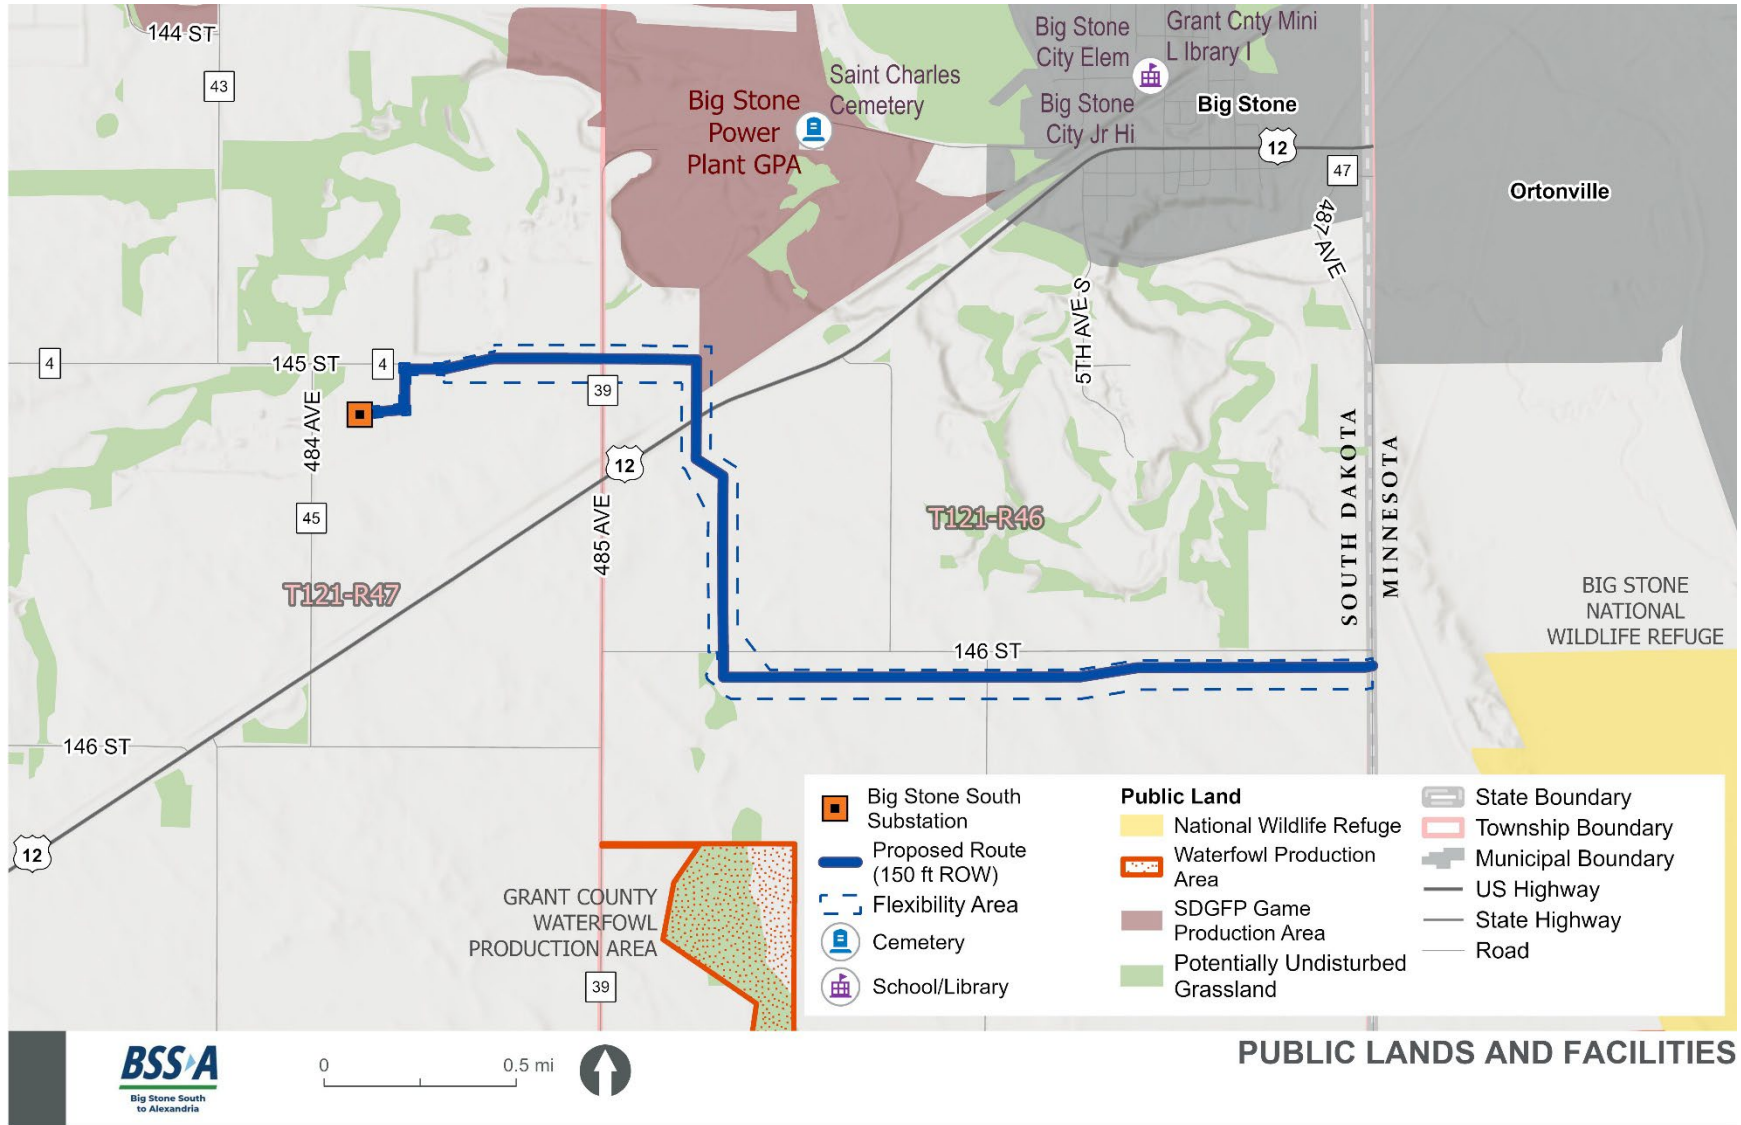 144 ST
43
Big Stone
Power
Plant GPA
Saint Charles
Cemetery
Big Stone
City Elem
Grant Cnty Mini
L Ibrary I
Big Stone
City Jr Hi
Big Stone
12
47
487 AVE
Ortonville
4
145 ST
4
39
484 AVE
12
45
485 AVE
5TH AVE S
T121-R46
T121-R47
SOUTH DAKOTA
MINNESOTA
BIG STONE
NATIONAL
WILDLIFE REFUGE
146 ST
146 ST
12
GRANT COUNTY
WATERFOWL
PRODUCTION AREA
39
Big Stone South
Substation
Proposed Route
(150 ft ROW)
Flexibility Area
Cemetery
School/Library
Public Land
National Wildlife Refuge
Waterfowl Production
Area
SDGFP Game
Production Area
Potentially Undisturbed
Grassland
State Boundary
Township Boundary
Municipal Boundary
US Highway
State Highway
Road
BSSA
Big Stone South
to Alexandria
0 0.5 mi
PUBLIC LANDS AND FACILITIES